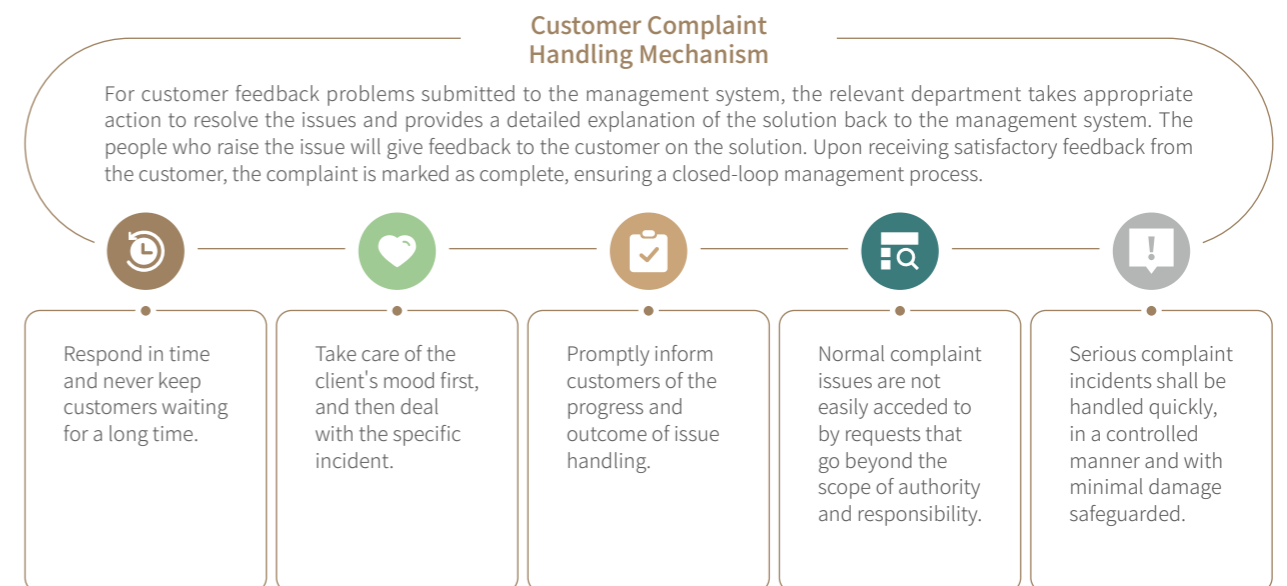 Customer Complaint
Handling Mechanism
For customer feedback problems submitted to the management system, the relevant department takes appropriate
action to resolve the issues and provides a detailed explanation of the solution back to the management system. The
people who raise the issue will give feedback to the customer on the solution. Upon receiving satisfactory feedback from
the customer, the complaint is marked as complete, ensuring a closed-loop management process.
Respond in time
and never keep
customers waiting
for a long time.
Take care of the
client's mood first,
and then deal
with the specific
incident.
Promptly inform
customers of the
progress and
outcome of issue
handling.
Normal complaint
issues are not
easily acceded to
by requests that
go beyond the
scope of authority
and responsibility.
Serious complaint
incidents shall be
handled quickly,
in a controlled
manner and with
minimal damage
safeguarded.